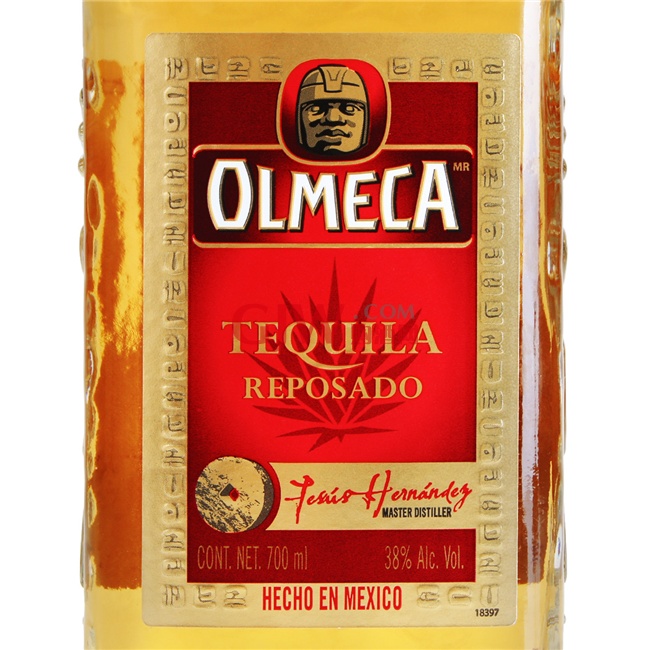 OLMECA MR
TEQUILA
REPOSADO
Jesús Hernández
MASTER DISTILLER
CONT. NET. 700 ml 38% Alc. Vol.
HECHO EN MEXICO
18397
.COM